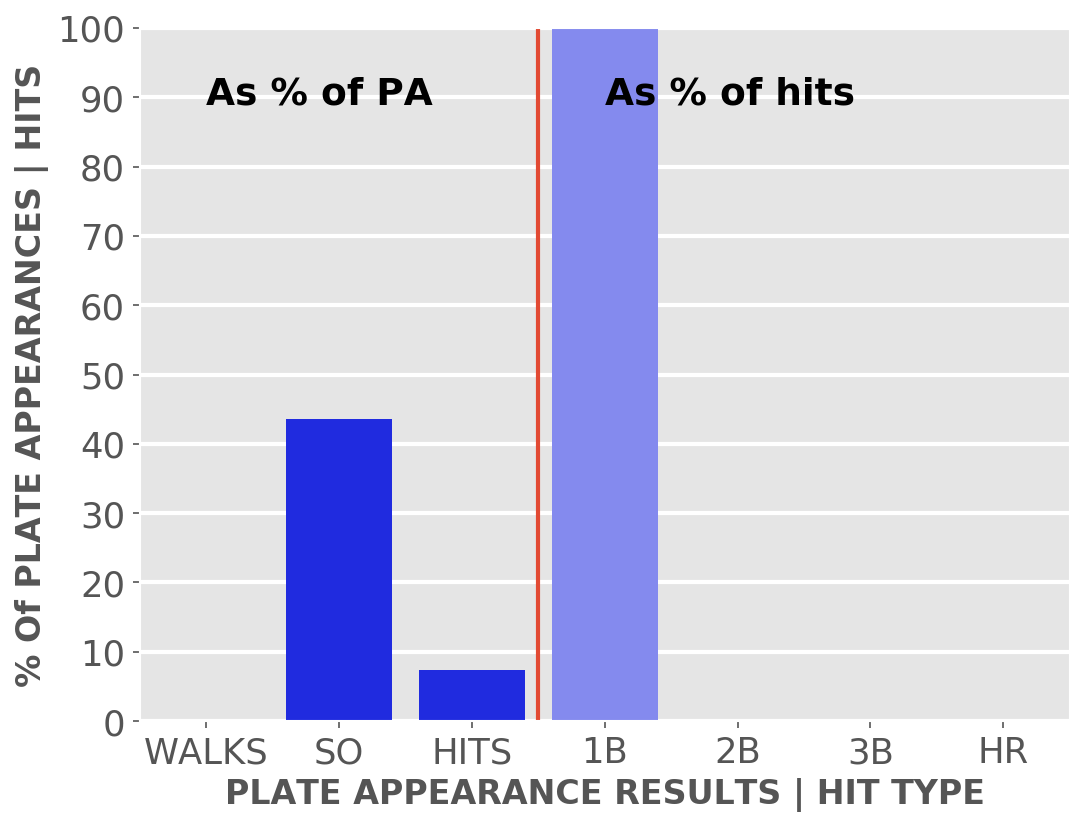 % Of PLATE APPEARANCES | HITS
100
90
80
70
60
50
40
30
20
10
0
As % of PA
As % of hits
WALKS SO HITS 1B 2B 3B HR
PLATE APPEARANCE RESULTS | HIT TYPE